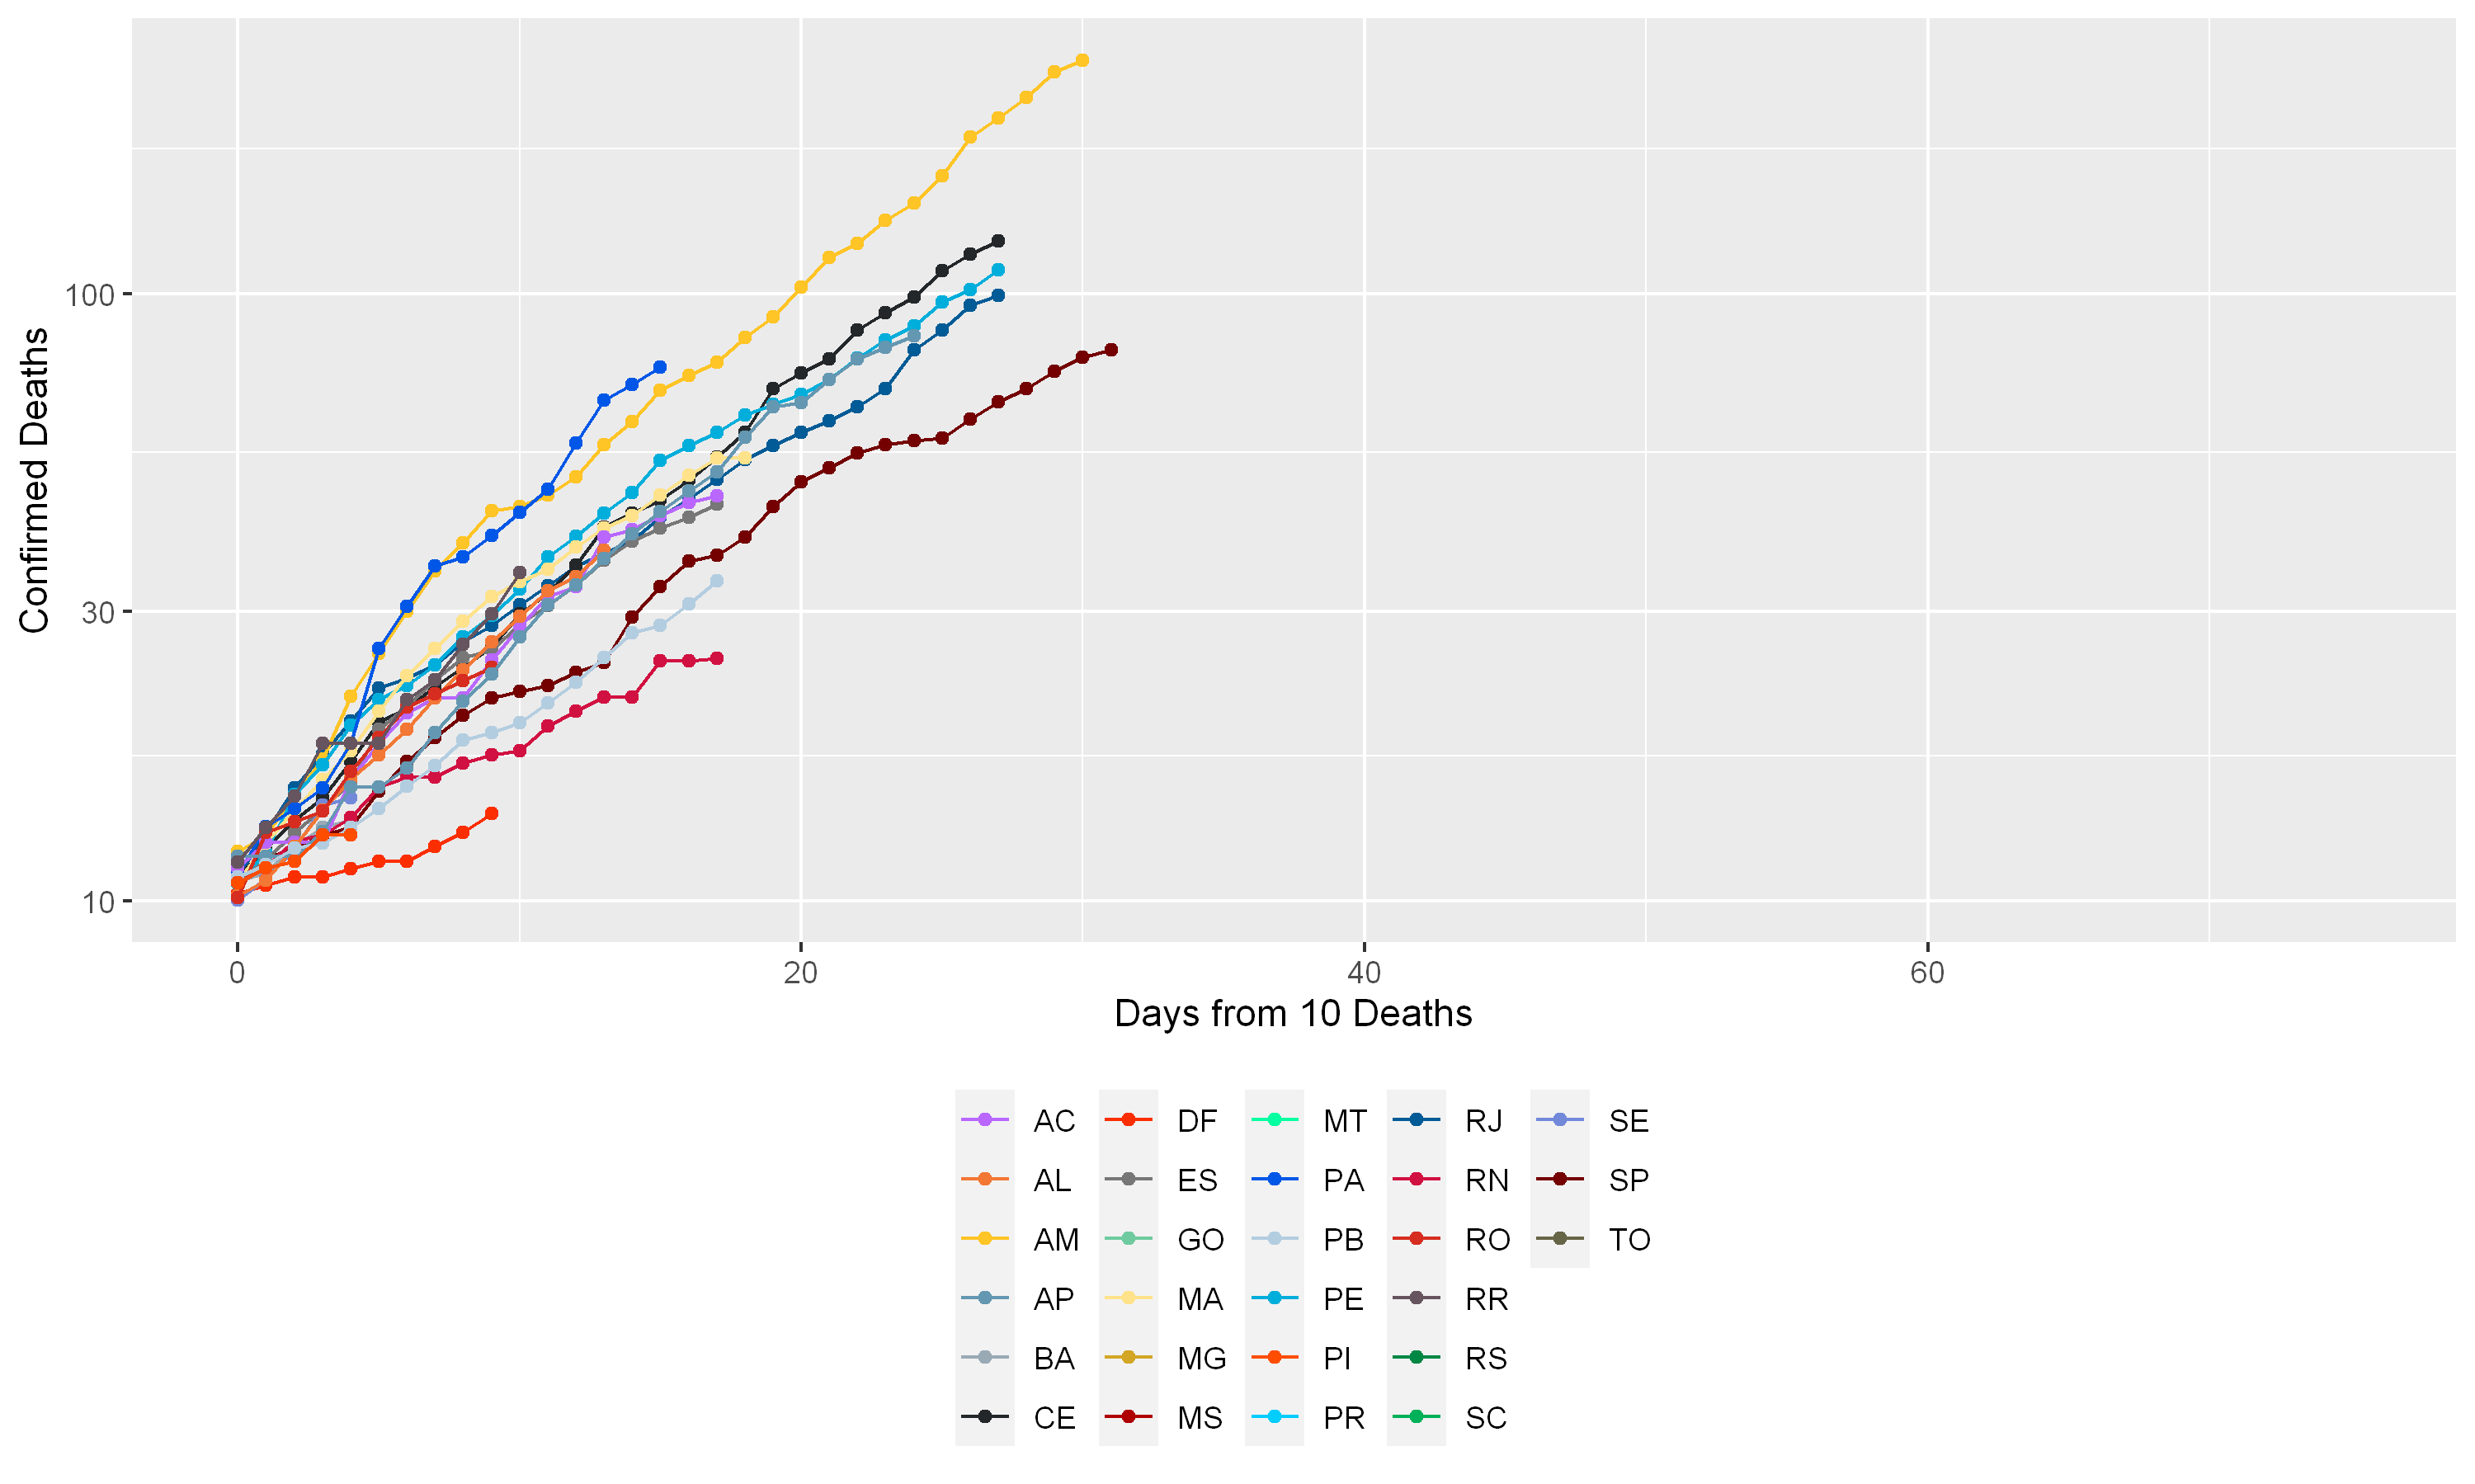 Confirmed Deaths
100
30
10
0 20 40 60
Days from 10 Deaths
AC DF MT RJ SE
AL ES PA RN SP
AM GO PB RO TO
AP MA PE RR
BA MG PI RS
CE MS PR SC